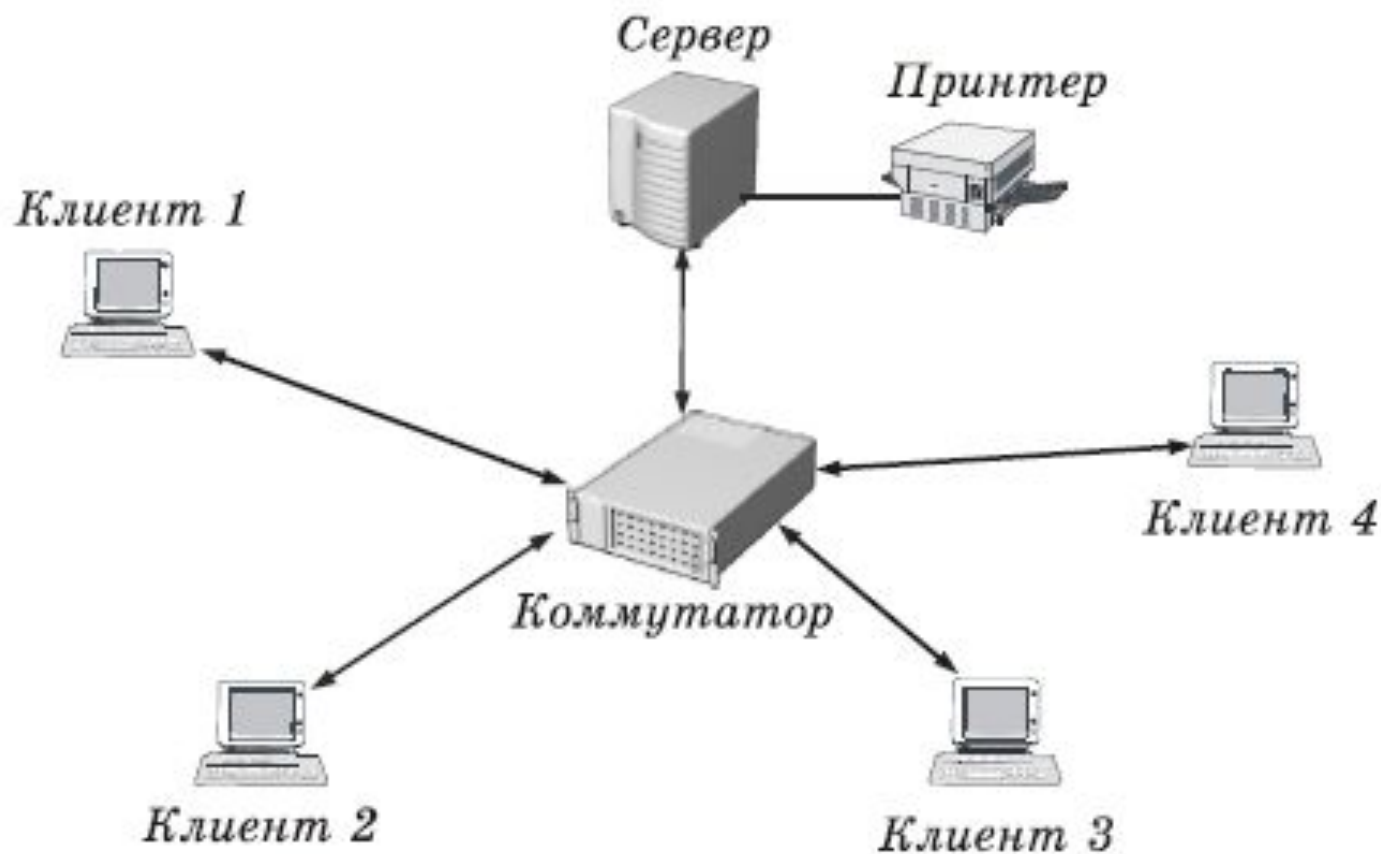 Сервер
Принтер
Клиент 1
Клиент 4
Коммутатор
Клиент 2
Клиент 3